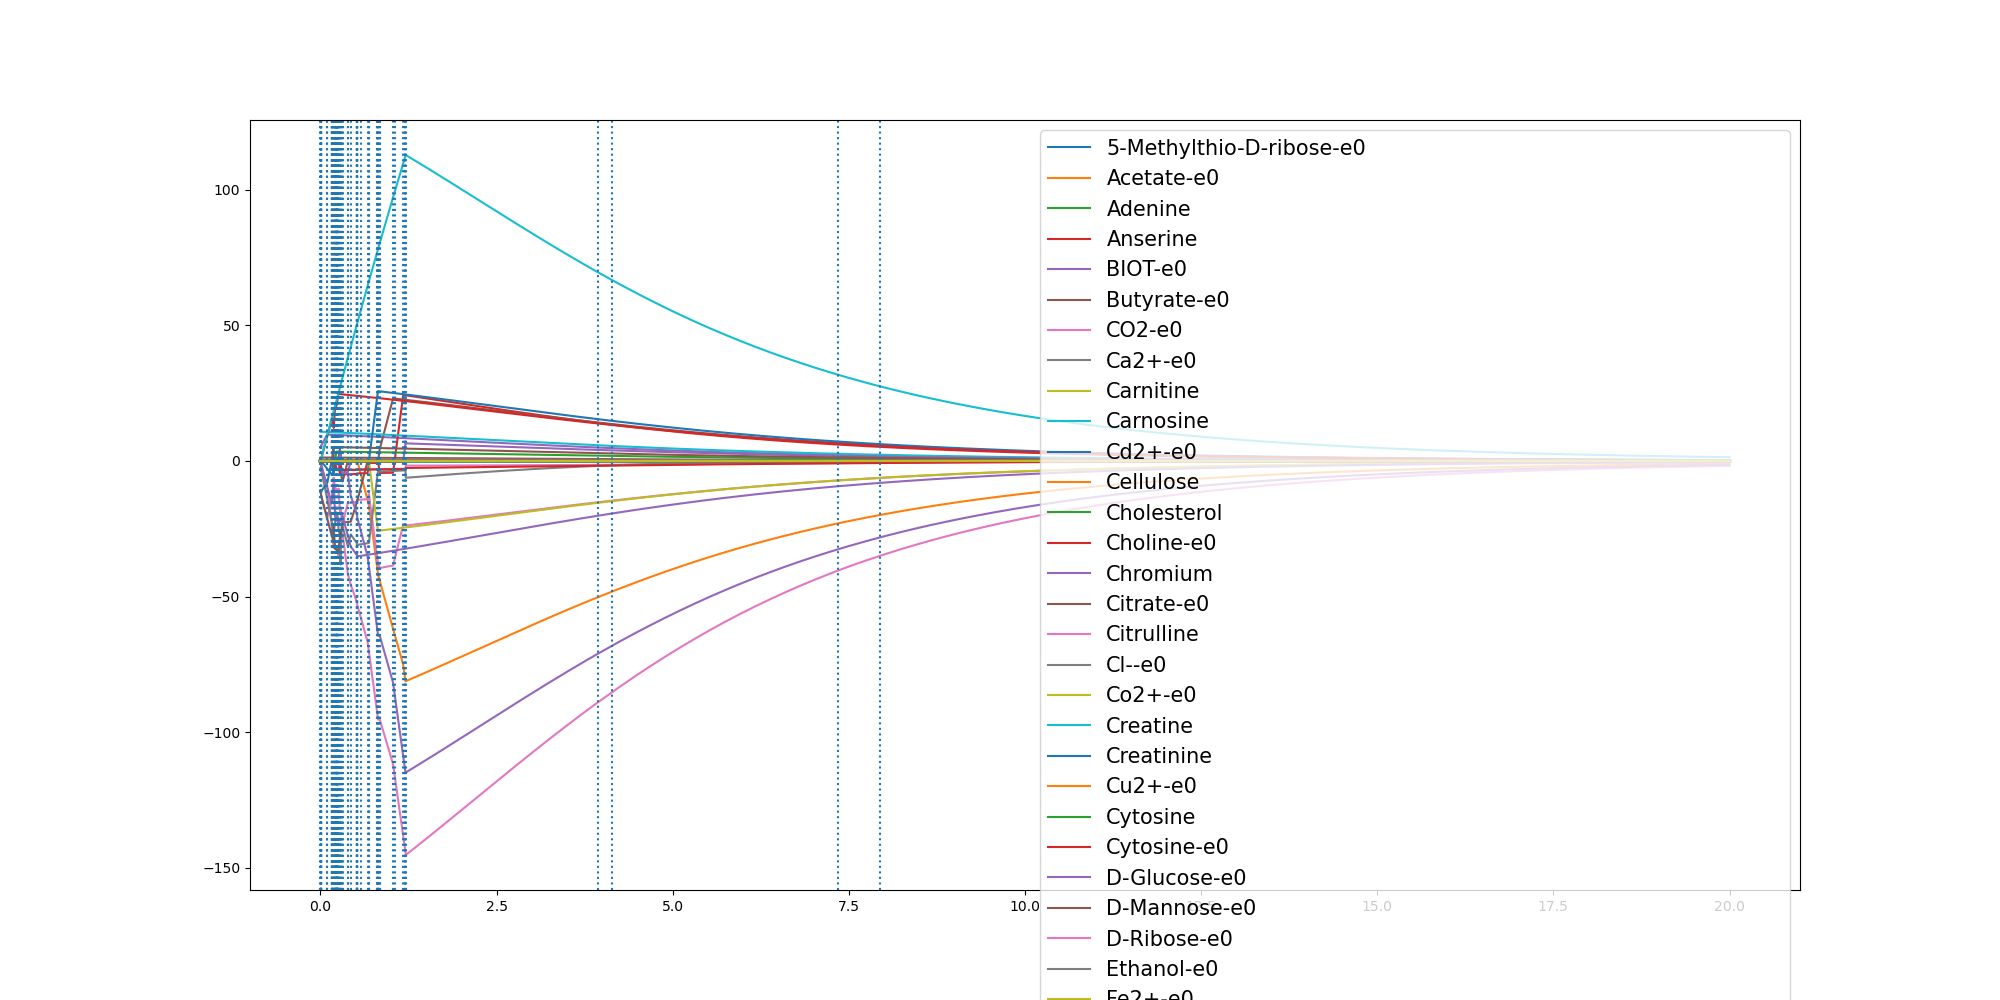 100
50
0
−50
−100
−150
0.0
2.5
5.0
7.5
10.0
15.0
17.5
20.0
5-Methylthio-D-ribose-e0
Acetate-e0
Adenine
Anserine
BIOT-e0
Butyrate-e0
CO2-e0
Ca2+-e0
Carnitine
Carnosine
Cd2+-e0
Cellulose
Cholesterol
Choline-e0
Chromium
Citrate-e0
Citrulline
Cl--e0
Co2+-e0
Creatine
Creatinine
Cu2+-e0
Cytosine
Cytosine-e0
D-Glucose-e0
D-Mannose-e0
D-Ribose-e0
Ethanol-e0
Fe2+-e0